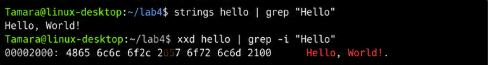 Tamara@linux-desktop:~/lab4$ strings hello | grep "Hello"
Hello, World!
Tamara@linux-desktop:~/lab4$ xxd hello | grep -i "Hello"
00002000: 4865 6c6c 6f2c 2057 6f72 6c6d 2100 Hello, World!.